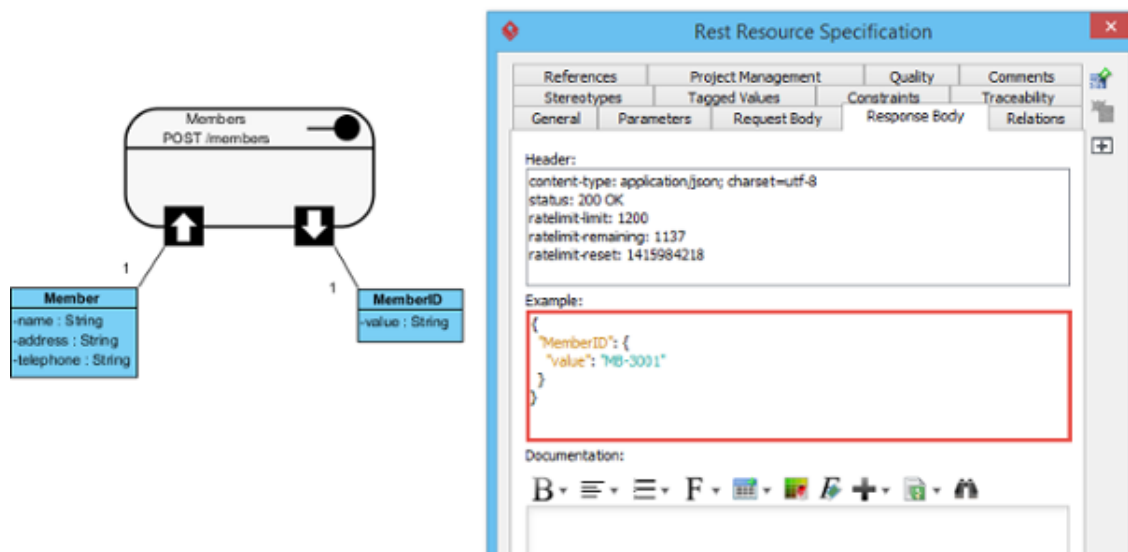 Members
POST /members
1
1
Member
-name : String
-address : String
-telephone : String
MemberID
-value : String
Rest Resource Specification
References Project Management Quality Comments
Stereotypes Tagged Values Constraints Traceability
General Parameters Request Body Response Body Relations
Header:
content-type: application/json; charset=utf-8
status: 200 OK
ratelimit-limit: 1200
ratelimit-remaining: 1137
ratelimit-reset: 1415984218
Example:
{
"MemberID": {
"value": "MB-3001"
}
}
Documentation:
B F F